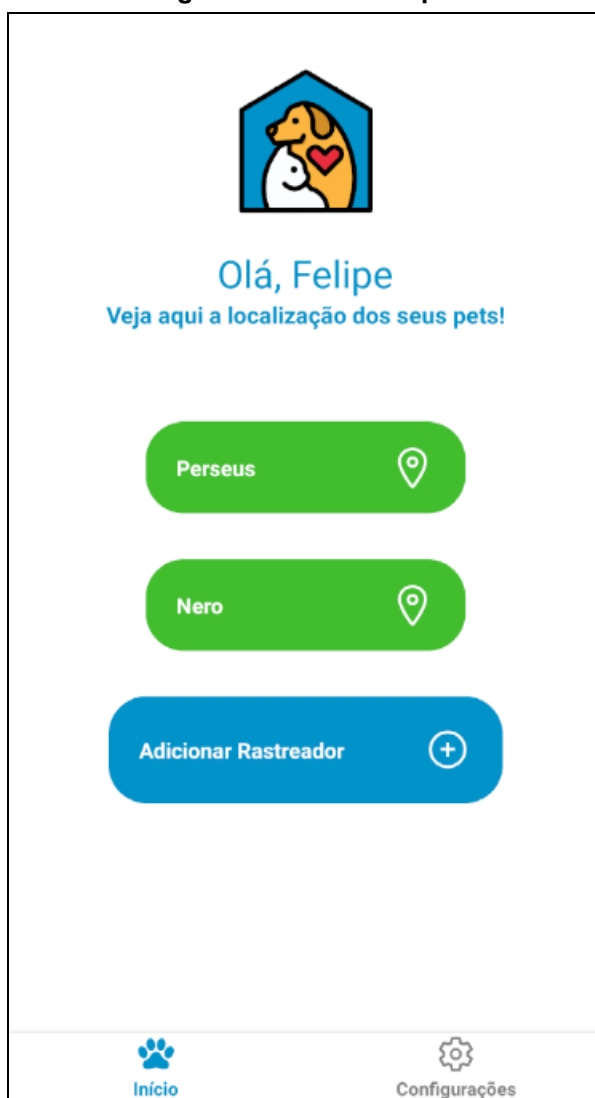 Olá, Felipe
Veja aqui a localização dos seus pets!
Perseus
Nero
Adicionar Rastreador
Início
Configurações